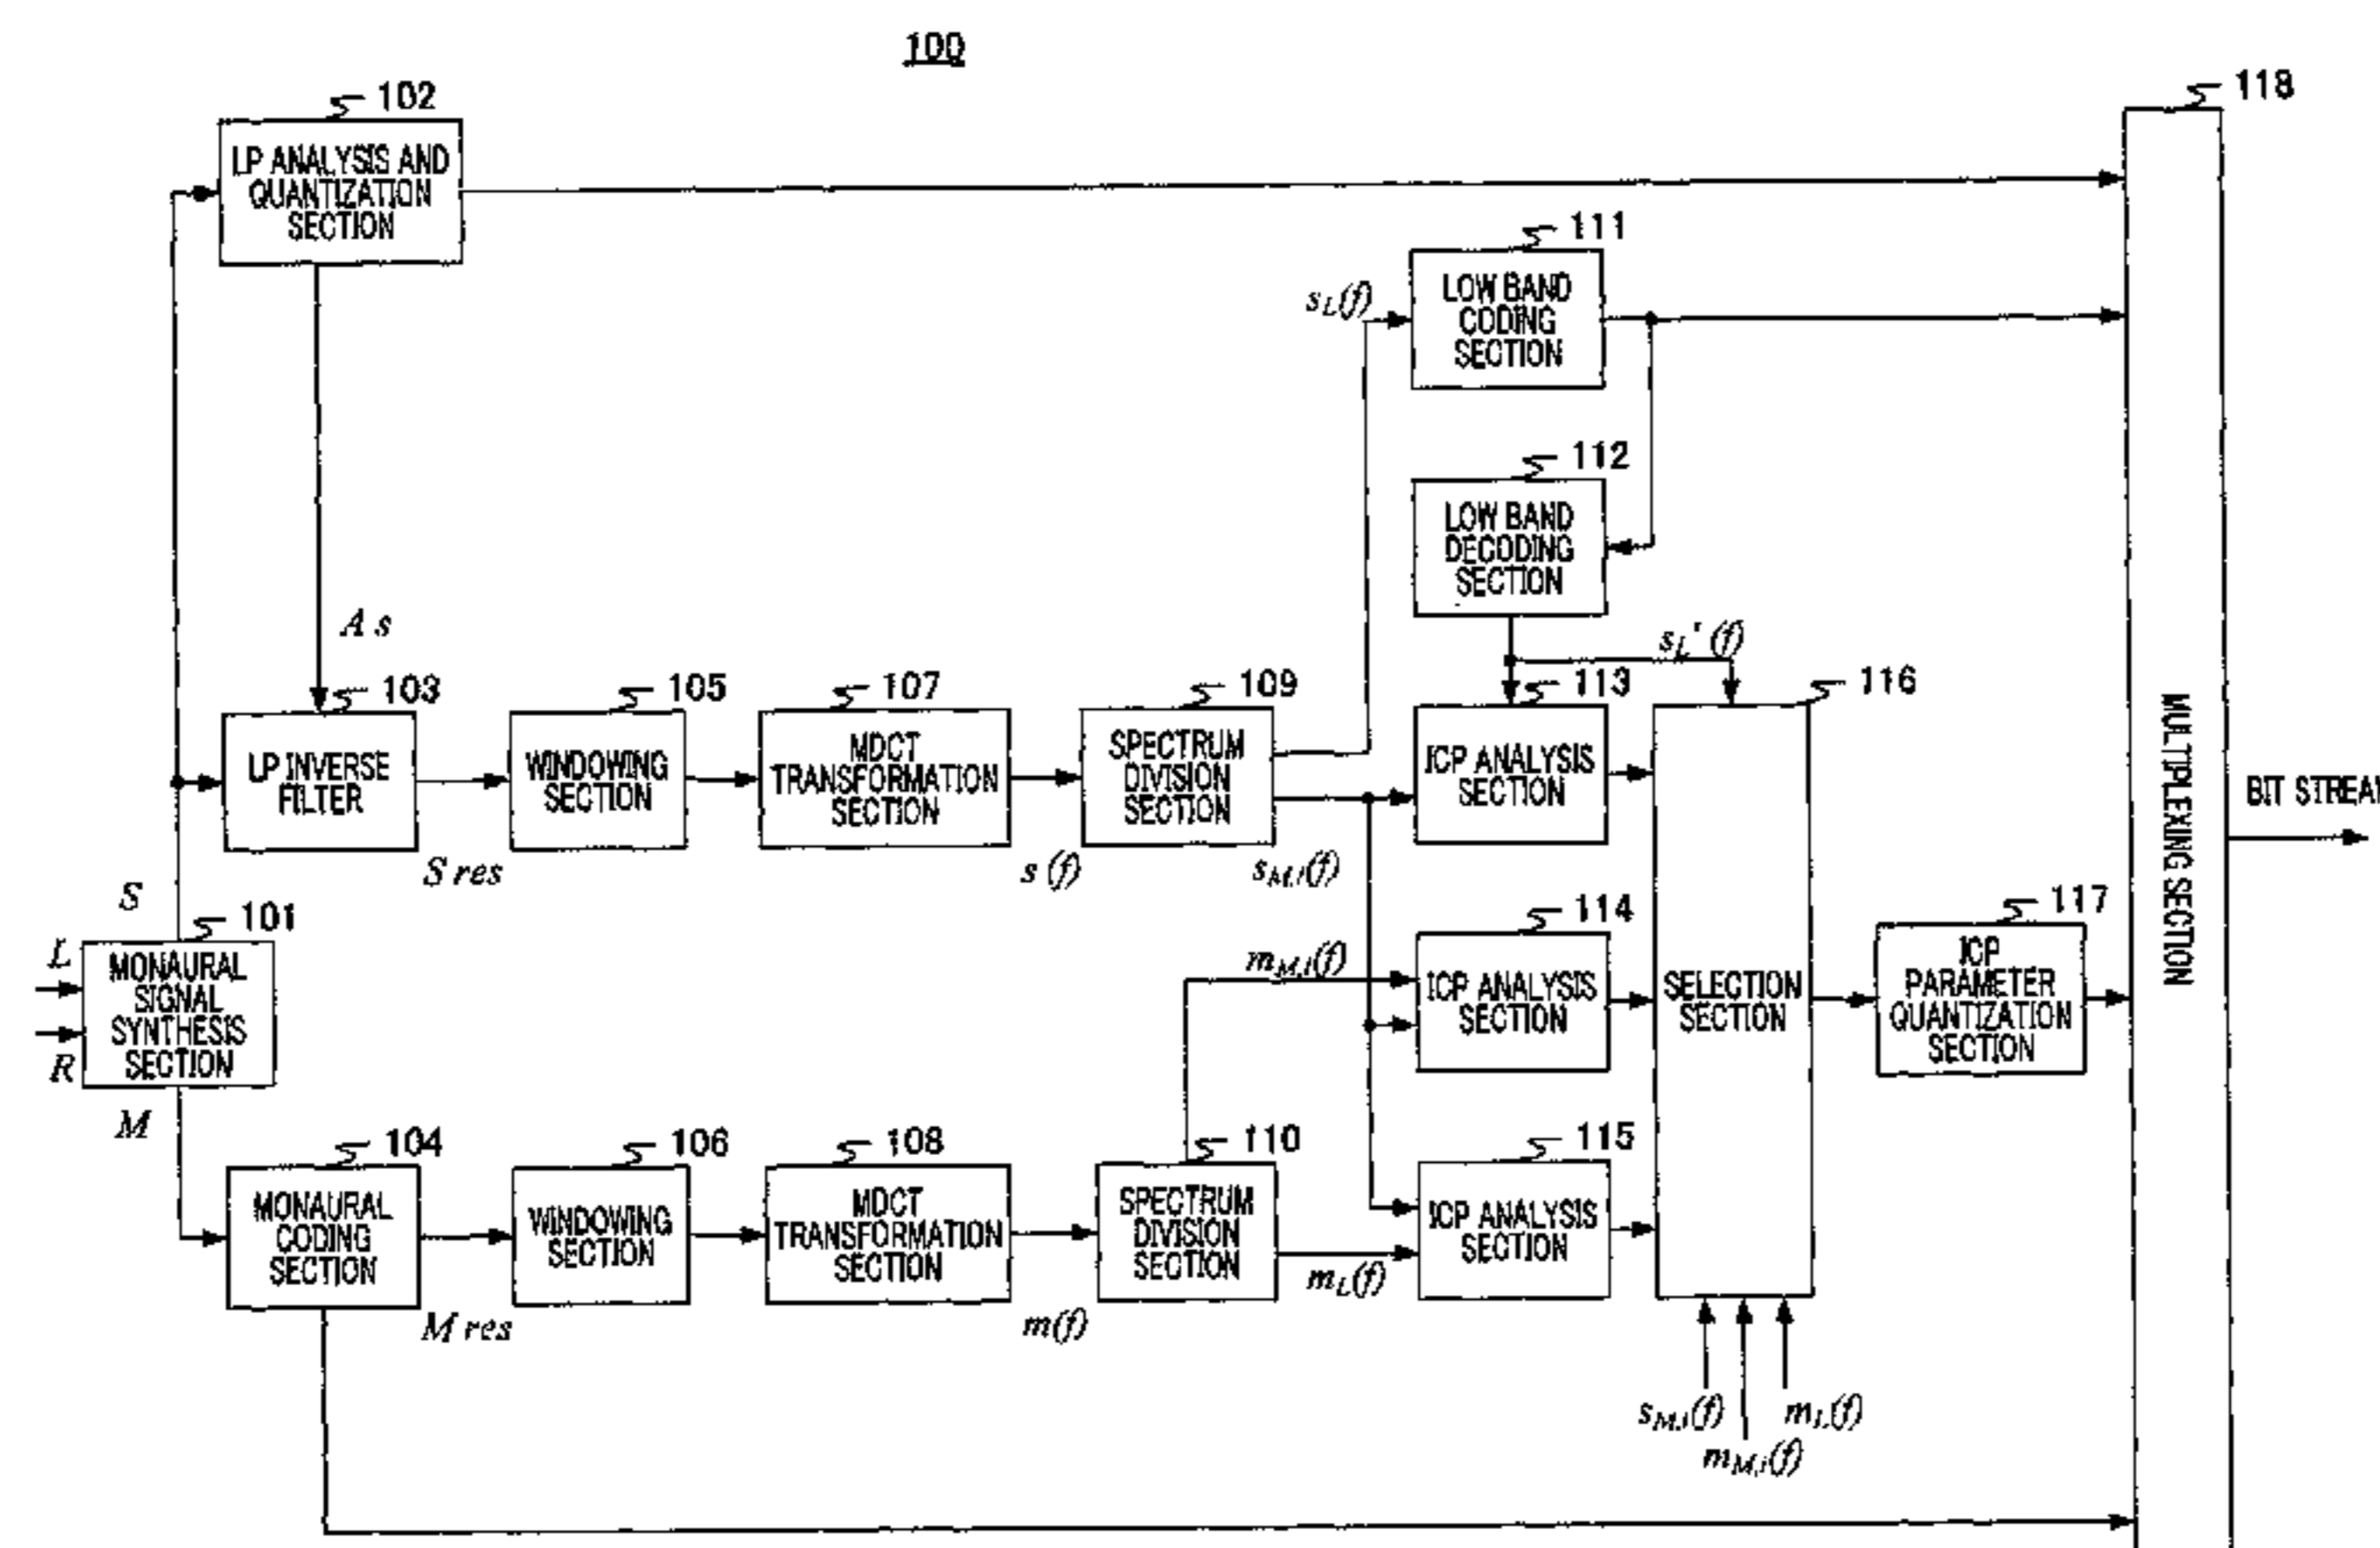 100
102
118
LP ANALYSIS AND
QUANTIZATION
SECTION
111
sL(f)
LOW BAND
CODING
SECTION
112
LOW BAND
DECODING
SECTION
A s
sL'(f)
103
105
107
109
113
116
LP INVERSE
FILTER
WINDOWING
SECTION
MDCT
TRANSFORMATION
SECTION
SPECTRUM
DIVISION
SECTION
ICP ANALYSIS
SECTION
MULTIPLEXING SECTION
BIT STREA
S res
s (f)
sM,i(f)
S
101
114
117
L
R
MONAURAL
SIGNAL
SYNTHESIS
SECTION
mM,i(f)
ICP ANALYSIS
SECTION
SELECTION
SECTION
ICP
PARAMETER
QUANTIZATION
SECTION
M
104
106
108
110
115
MONAURAL
CODING
SECTION
WINDOWING
SECTION
MDCT
TRANSFORMATION
SECTION
SPECTRUM
DIVISION
SECTION
ICP ANALYSIS
SECTION
M res
m(f)
mL(f)
sM,i(f)
mL(f)
mM,i(f)